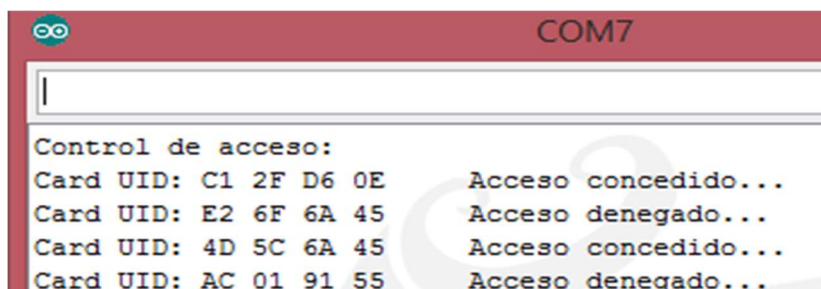 COM7
Control de acceso:
Card UID: C1 2F D6 0E Acceso concedido...
Card UID: E2 6F 6A 45 Acceso denegado...
Card UID: 4D 5C 6A 45 Acceso concedido...
Card UID: AC 01 91 55 Acceso denegado...